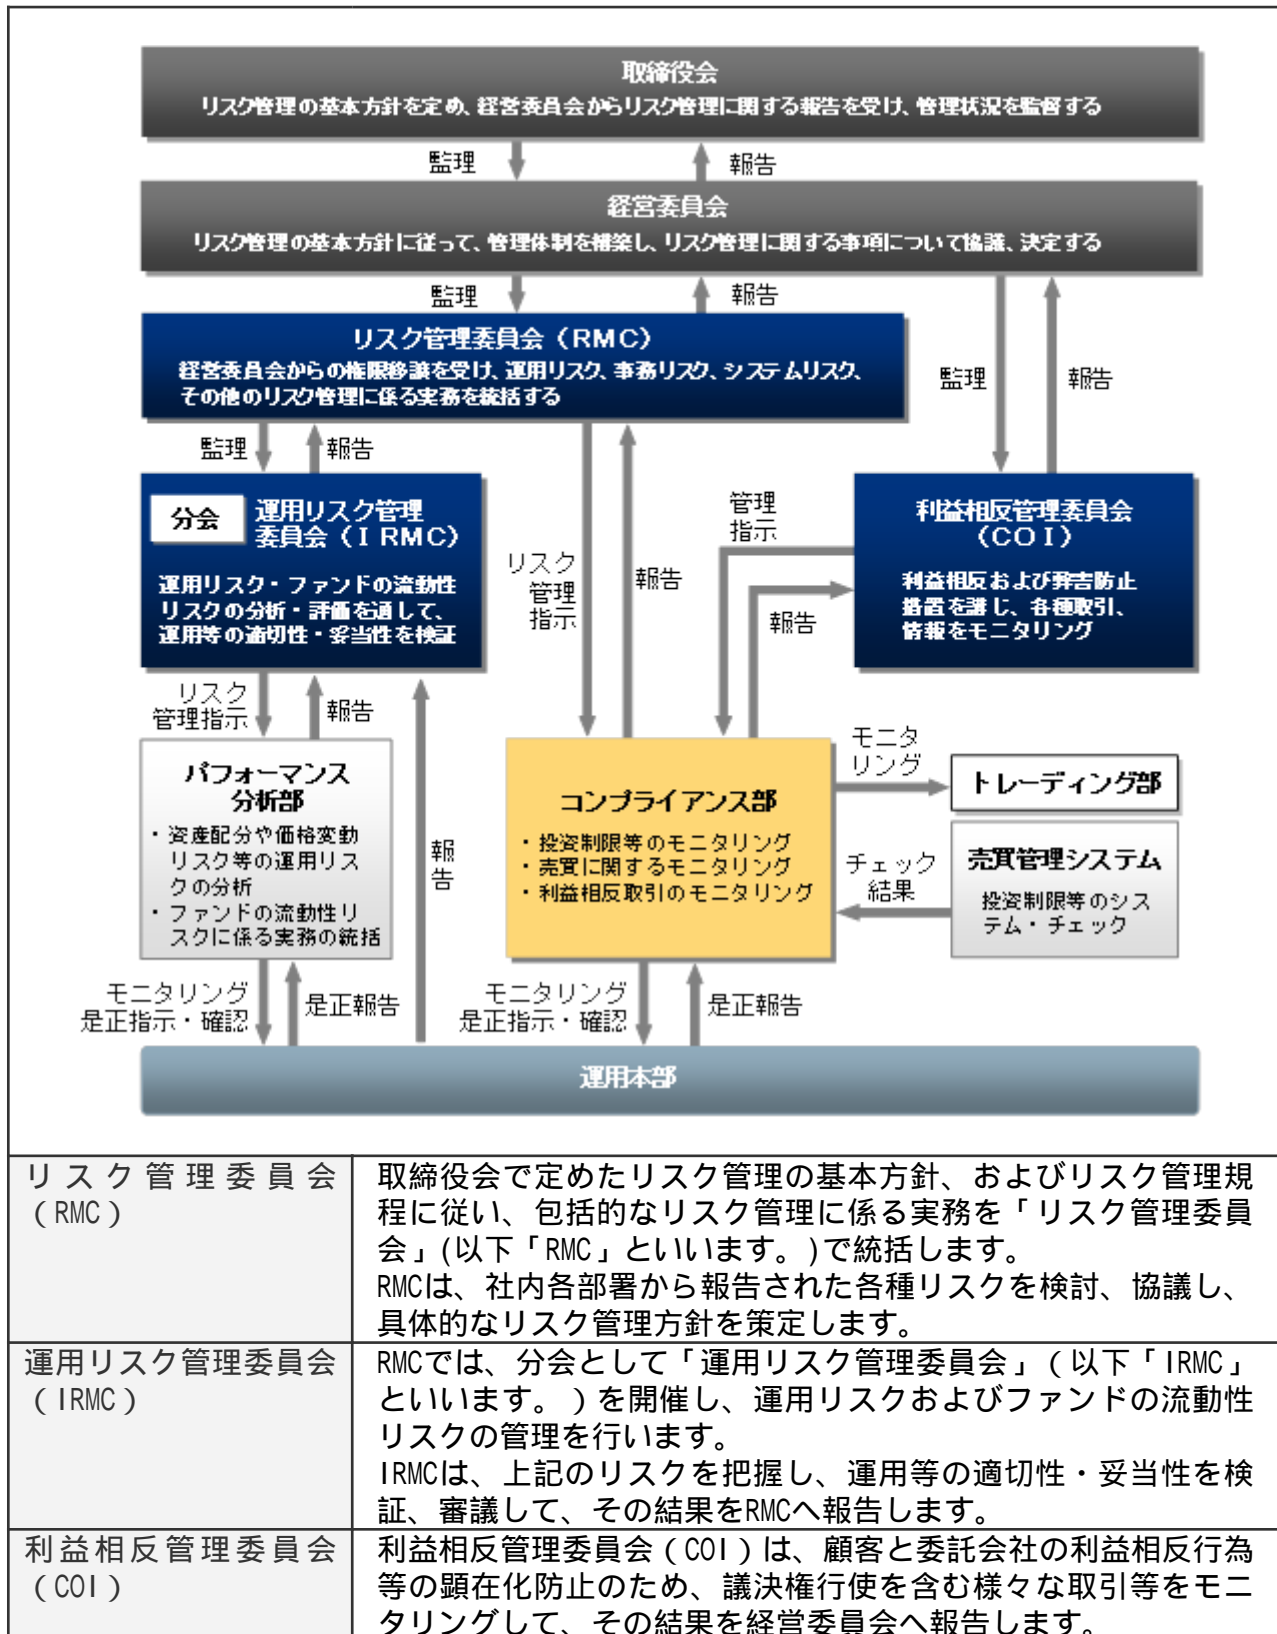 取締役会
リスク管理の基本方針を定め、経営委員会からリスク管理に関する報告を受け、管理状況を監督する
監理
報告
経営委員会
リスク管理の基本方針に従って、管理体制を構築し、リスク管理に関する事項について協議、決定する
監理
報告
リスク管理委員会（RMC）
経営委員会からの権限移譲を受け、運用リスク、事務リスク、システムリスク、
その他のリスク管理に係る実務を統括する
監理
報告
監理
報告
分会
運用リスク管理
委員会（IRMC）
運用リスク・ファンドの流動性
リスクの分析・評価を通して、
運用等の適切性・妥当性を検証
リスク
管理
指示
報告
管理
指示
報告
利益相反管理委員会
（COI）
利益相反および弊害防止
措置を講じ、各種取引、
情報をモニタリング
リスク
管理指示
報告
報
告
パフォーマンス
分析部
・資産配分や価格変動
リスク等の運用リス
クの分析
・ファンドの流動性リ
スクに係る実務の統括
コンプライアンス部
・投資制限等のモニタリング
・売買に関するモニタリング
・利益相反取引のモニタリング
モニタ
リング
トレーディング部
チェック
結果
売買管理システム
投資制限等のシス
テム・チェック
モニタリング
是正指示・確認
是正報告
モニタリング
是正指示・確認
是正報告
運用本部
リスク管理委員会
（RMC）
取締役会で定めたリスク管理の基本方針、およびリスク管理規
程に従い、包括的なリスク管理に係る実務を「リスク管理委員
会」(以下「RMC」といいます。)で統括します。
RMCは、社内各部署から報告された各種リスクを検討、協議し、
具体的なリスク管理方針を策定します。
運用リスク管理委員会
（IRMC）
RMCでは、分会として「運用リスク管理委員会」（以下「IRMC」
といいます。）を開催し、運用リスクおよびファンドの流動性
リスクの管理を行います。
IRMCは、上記のリスクを把握し、運用等の適切性・妥当性を検
証、審議して、その結果をRMCへ報告します。
利益相反管理委員会
（COI）
利益相反管理委員会（COI）は、顧客と委託会社の利益相反行為
等の顕在化防止のため、議決権行使を含む様々な取引等をモニ
タリングして、その結果を経営委員会へ報告します。